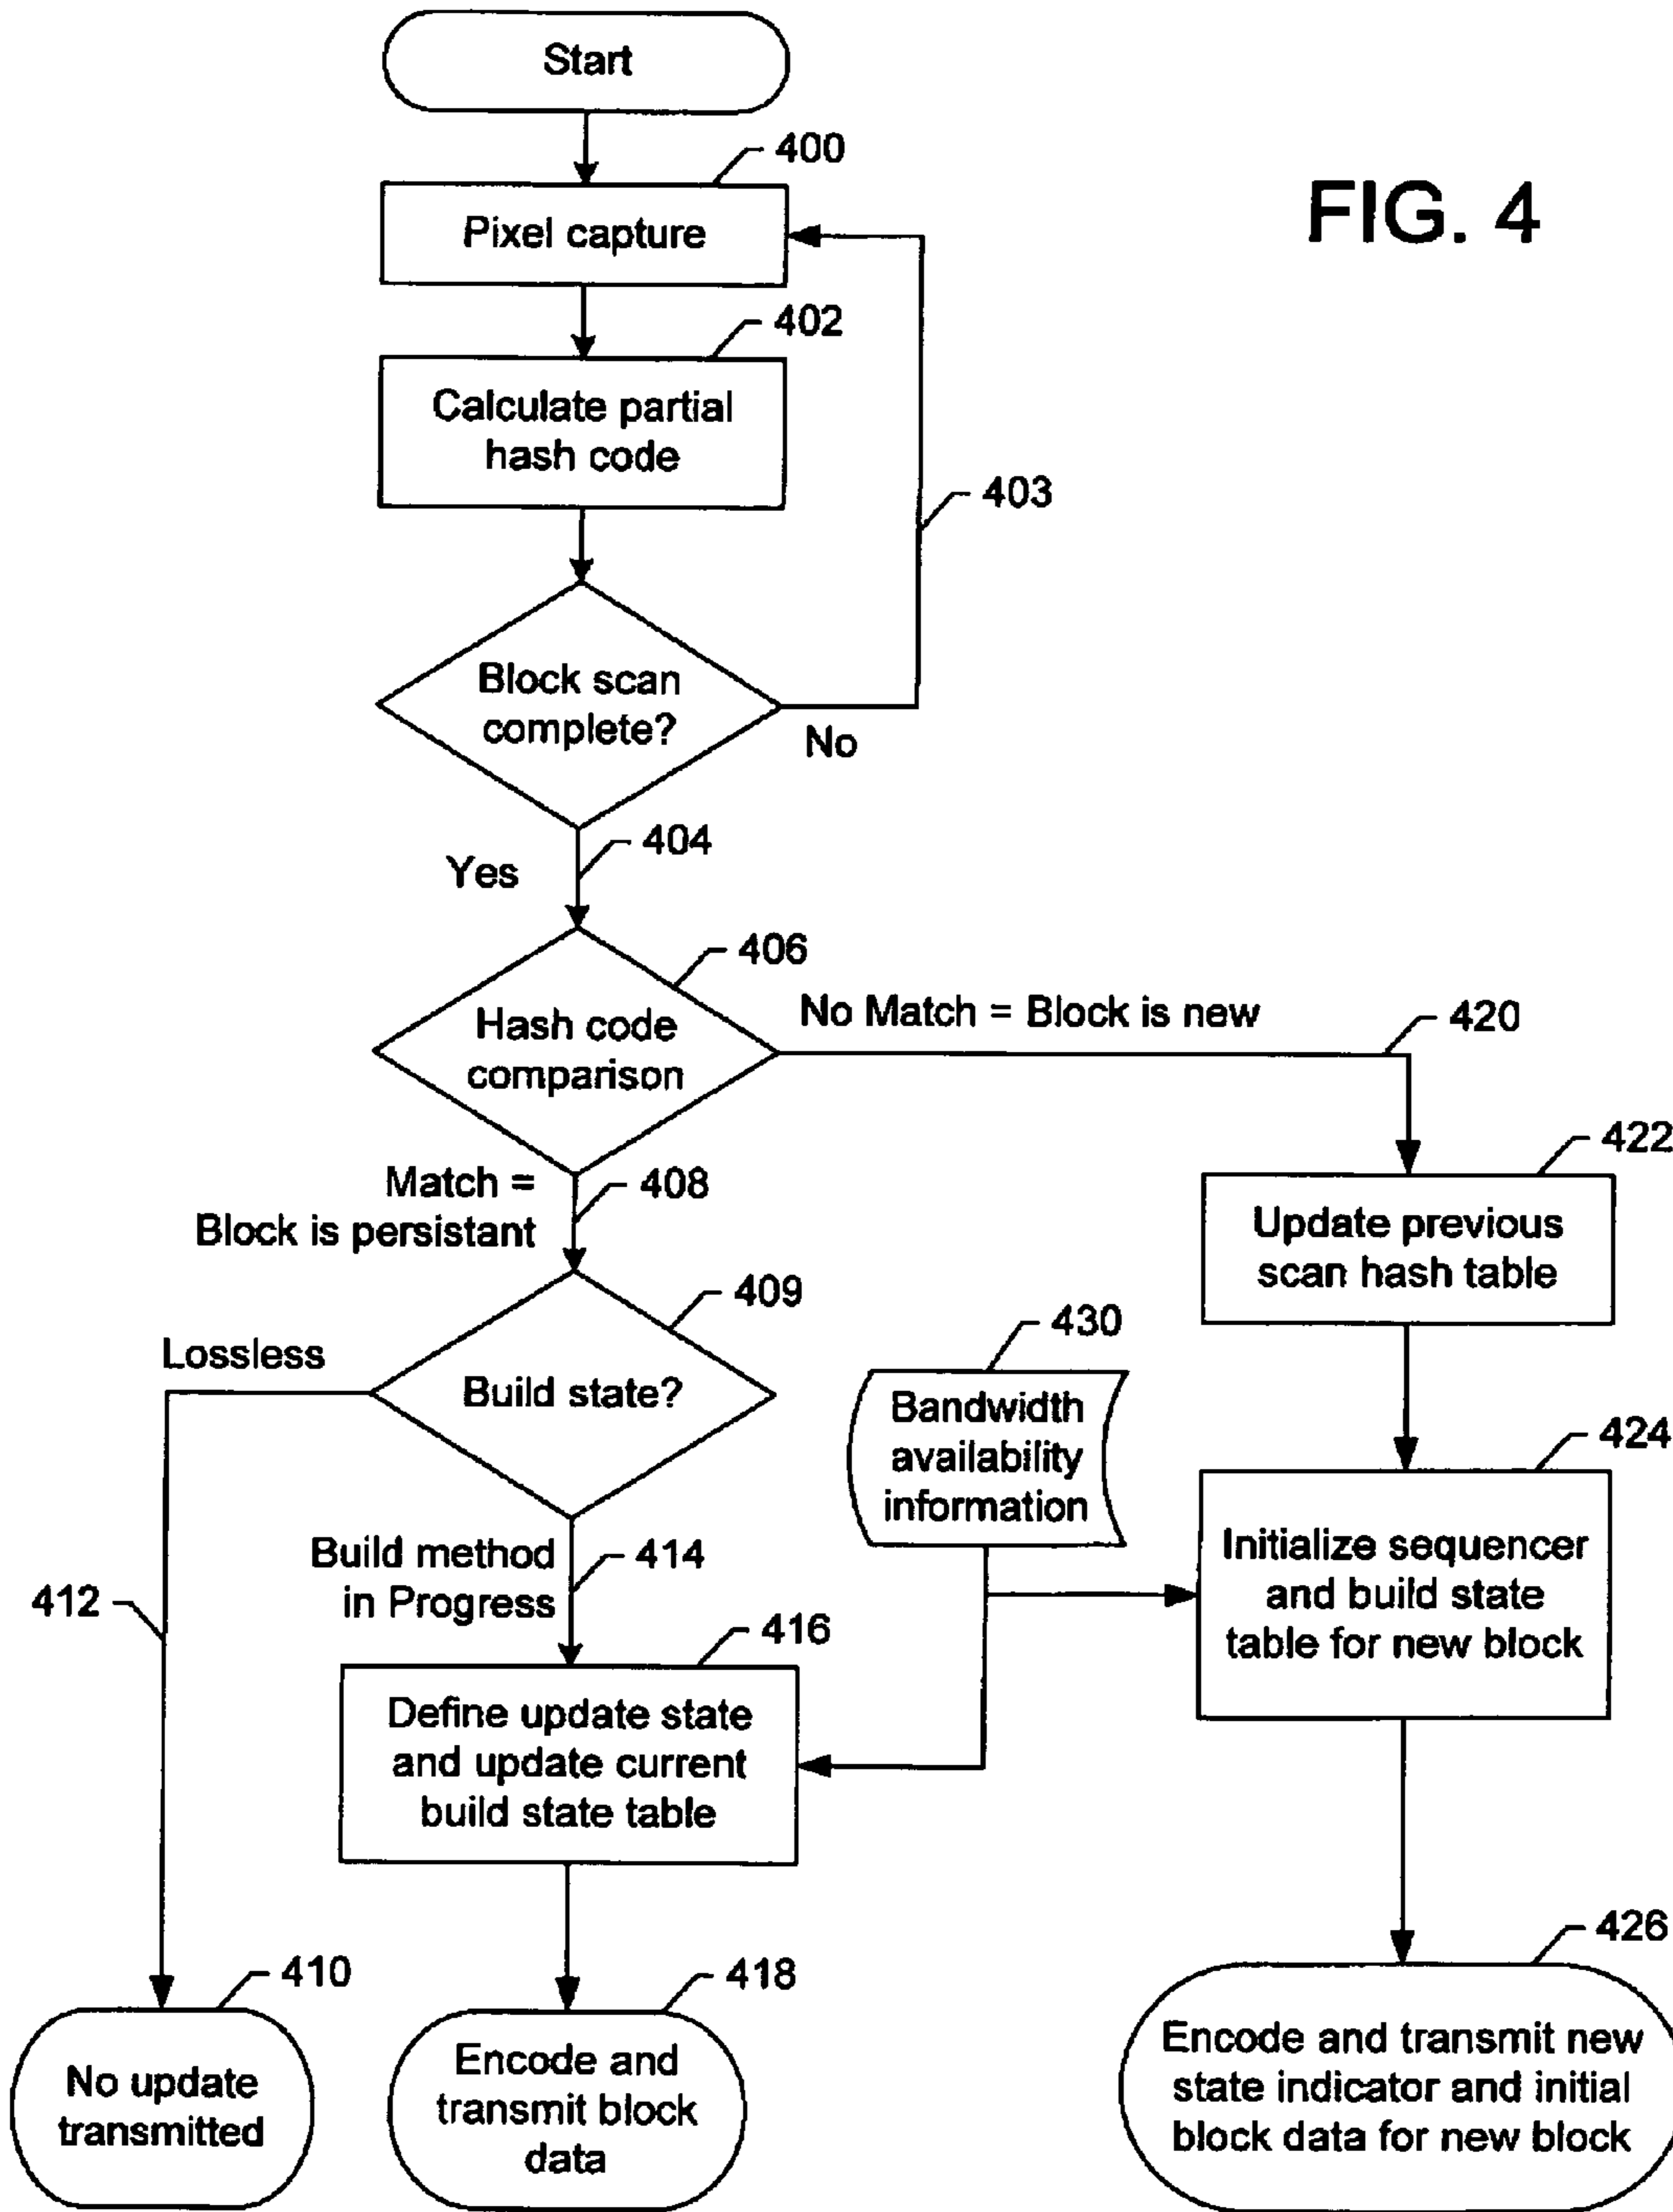 Start
400
FIG. 4
Pixel capture
402
Calculate partial
hash code
403
Block scan
complete?
No
404
Yes
406
Hash code
comparison
No Match = Block is new
420
Match =
Block is persistant
408
422
Update previous
scan hash table
409
Build state?
Lossless
430
Bandwidth
availability
information
424
Initialize sequencer
and build state
table for new block
Build method
in Progress
414
412
416
Define update state
and update current
build state table
410
No update
transmitted
418
Encode and
transmit block
data
426
Encode and transmit new
state indicator and initial
block data for new block